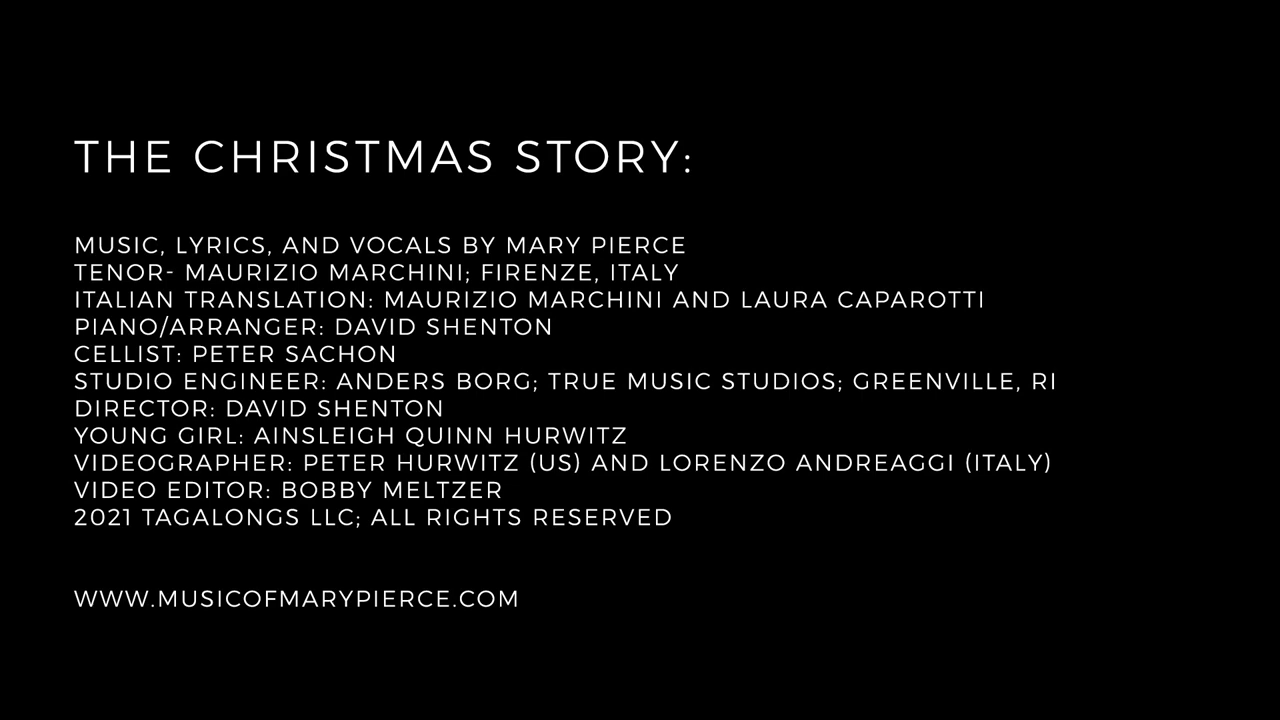 THE CHRISTMAS STORY:
MUSIC, LYRICS, AND VOCALS BY MARY PIERCE
TENOR- MAURIZIO MARCHINI; FIRENZE, ITALY
ITALIAN TRANSLATION: MAURIZIO MARCHINI AND LAURA CAPAROTTI
PIANO/ARRANGER: DAVID SHENTON
CELLIST: PETER SACHON
STUDIO ENGINEER: ANDERS BORG; TRUE MUSIC STUDIOS; GREENVILLE, RI
DIRECTOR: DAVID SHENTON
YOUNG GIRL: AINSLEIGH QUINN HURWITZ
VIDEOGRAPHER: PETER HURWITZ (US) AND LORENZO ANDREAGGI (ITALY)
VIDEO EDITOR: BOBBY MELTZER
2021 TAGALONGS LLC; ALL RIGHTS RESERVED
WWW.MUSICOFMARYPIERCE.COM